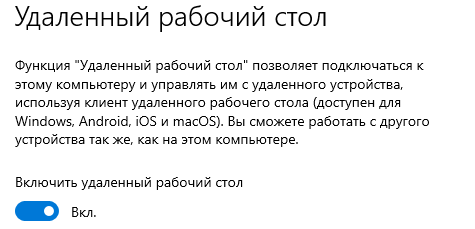 Удаленный рабочий стол
Функция "Удаленный рабочий стол" позволяет подключаться к
этому компьютеру и управлять им с удаленного устройства,
используя клиент удаленного рабочего стола (доступен для
Windows, Android, iOS и macOS). Вы сможете работать с другого
устройства так же, как на этом компьютере.
Включить удаленный рабочий стол
Вкл.